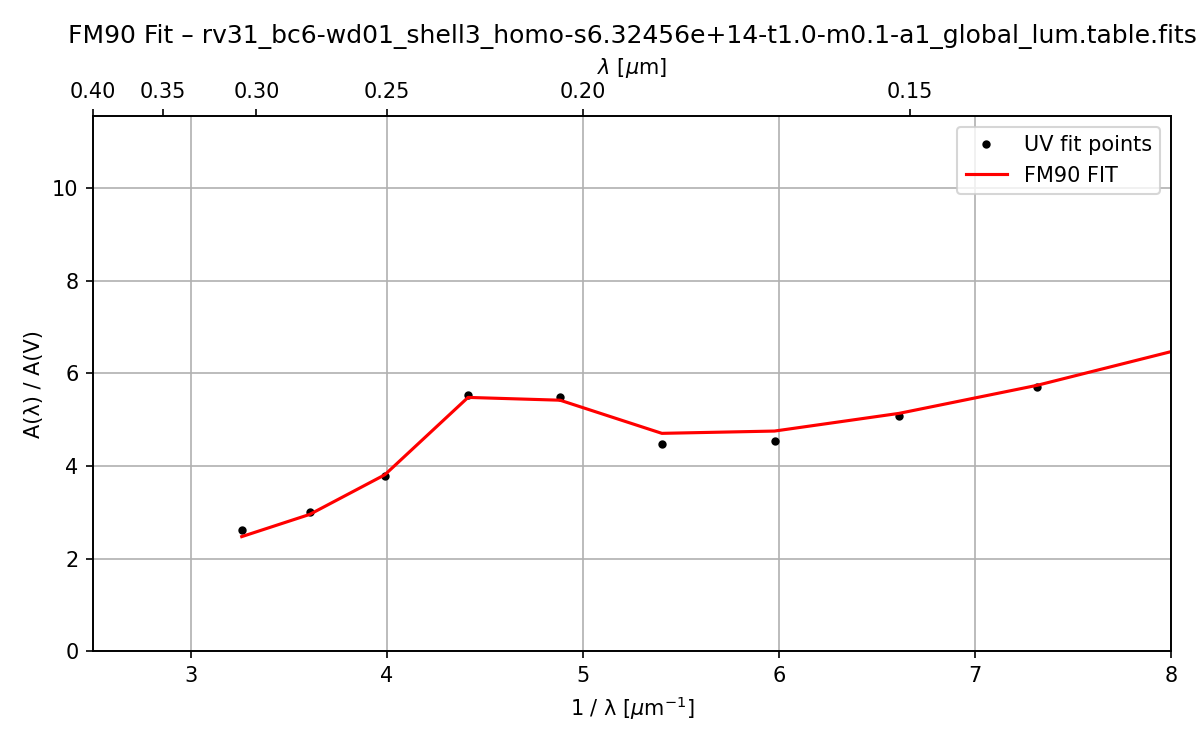 FM90 Fit – rv31_bc6-wd01_shell3_homo-s6.32456e+14-t1.0-m0.1-a1_global_lum.table.fits
λ [μm]
0.40 0.35 0.30 0.25 0.20 0.15
UV fit points
FM90 FIT
10
8
6
4
2
0
A(λ) / A(V)
3 4 5 6 7 8
1 / λ [μm⁻¹]